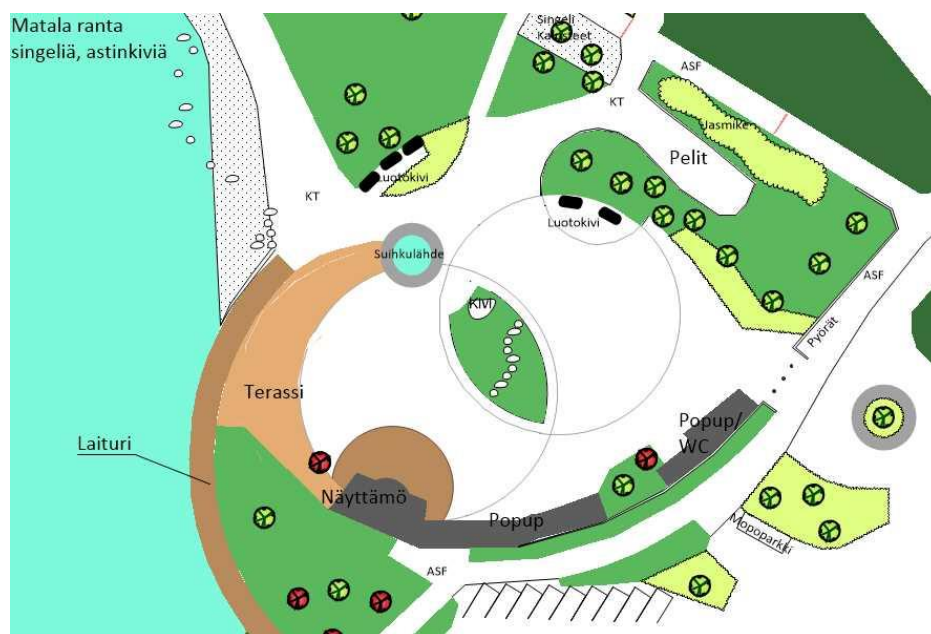 Matala ranta
singeliä, astinkiviä
Singeli
ASF
KT
Jasmike
Pelit
Luotokivi
KT
Luotokivi
Suihkulähde
ASF
KIVI
Pyörät
Terassi
Popup/
WC
Laituri
Näyttämö
Popup
Mopoparkki
ASF